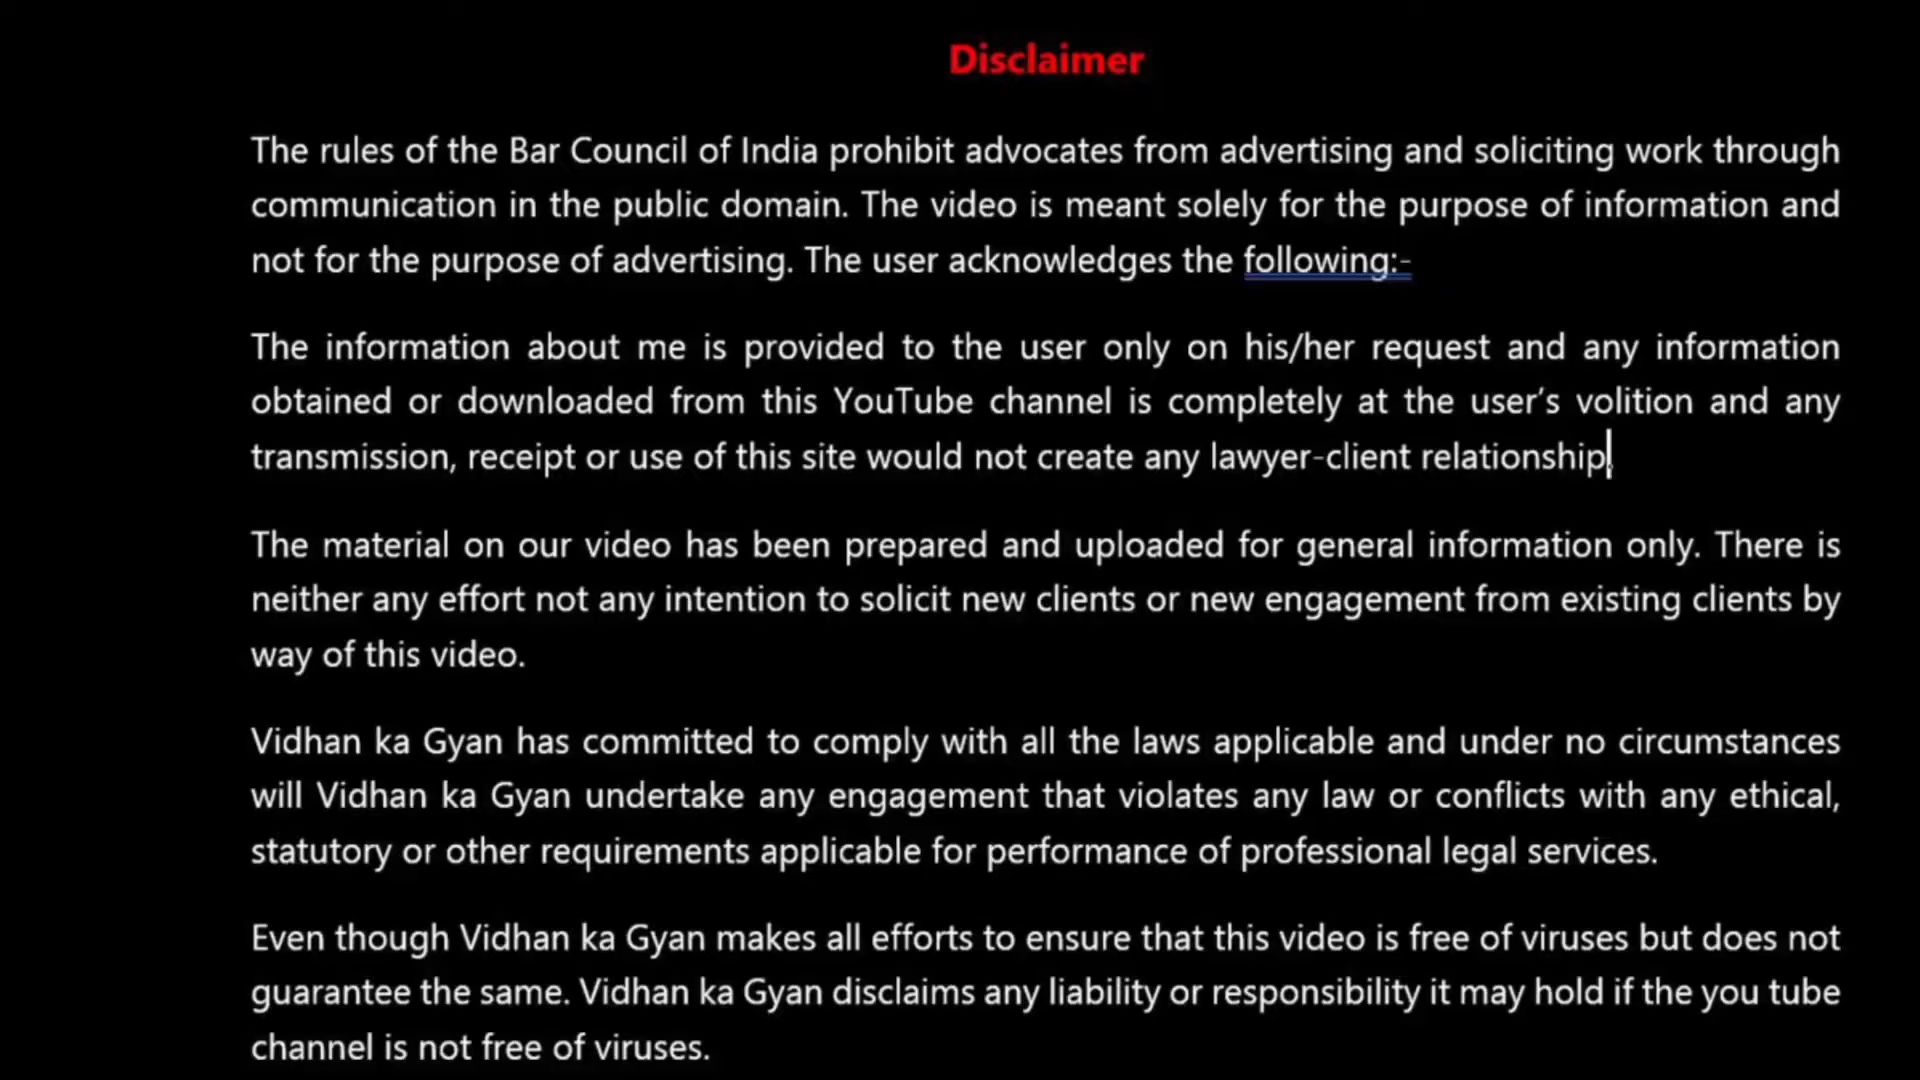 Disclaimer
The rules of the Bar Council of India prohibit advocates from advertising and soliciting work through
communication in the public domain. The video is meant solely for the purpose of information and
not for the purpose of advertising. The user acknowledges the following:-
The information about me is provided to the user only on his/her request and any information
obtained or downloaded from this YouTube channel is completely at the user’s volition and any
transmission, receipt or use of this site would not create any lawyer-client relationship.
The material on our video has been prepared and uploaded for general information only. There is
neither any effort not any intention to solicit new clients or new engagement from existing clients by
way of this video.
Vidhan ka Gyan has committed to comply with all the laws applicable and under no circumstances
will Vidhan ka Gyan undertake any engagement that violates any law or conflicts with any ethical,
statutory or other requirements applicable for performance of professional legal services.
Even though Vidhan ka Gyan makes all efforts to ensure that this video is free of viruses but does not
guarantee the same. Vidhan ka Gyan disclaims any liability or responsibility it may hold if the you tube
channel is not free of viruses.